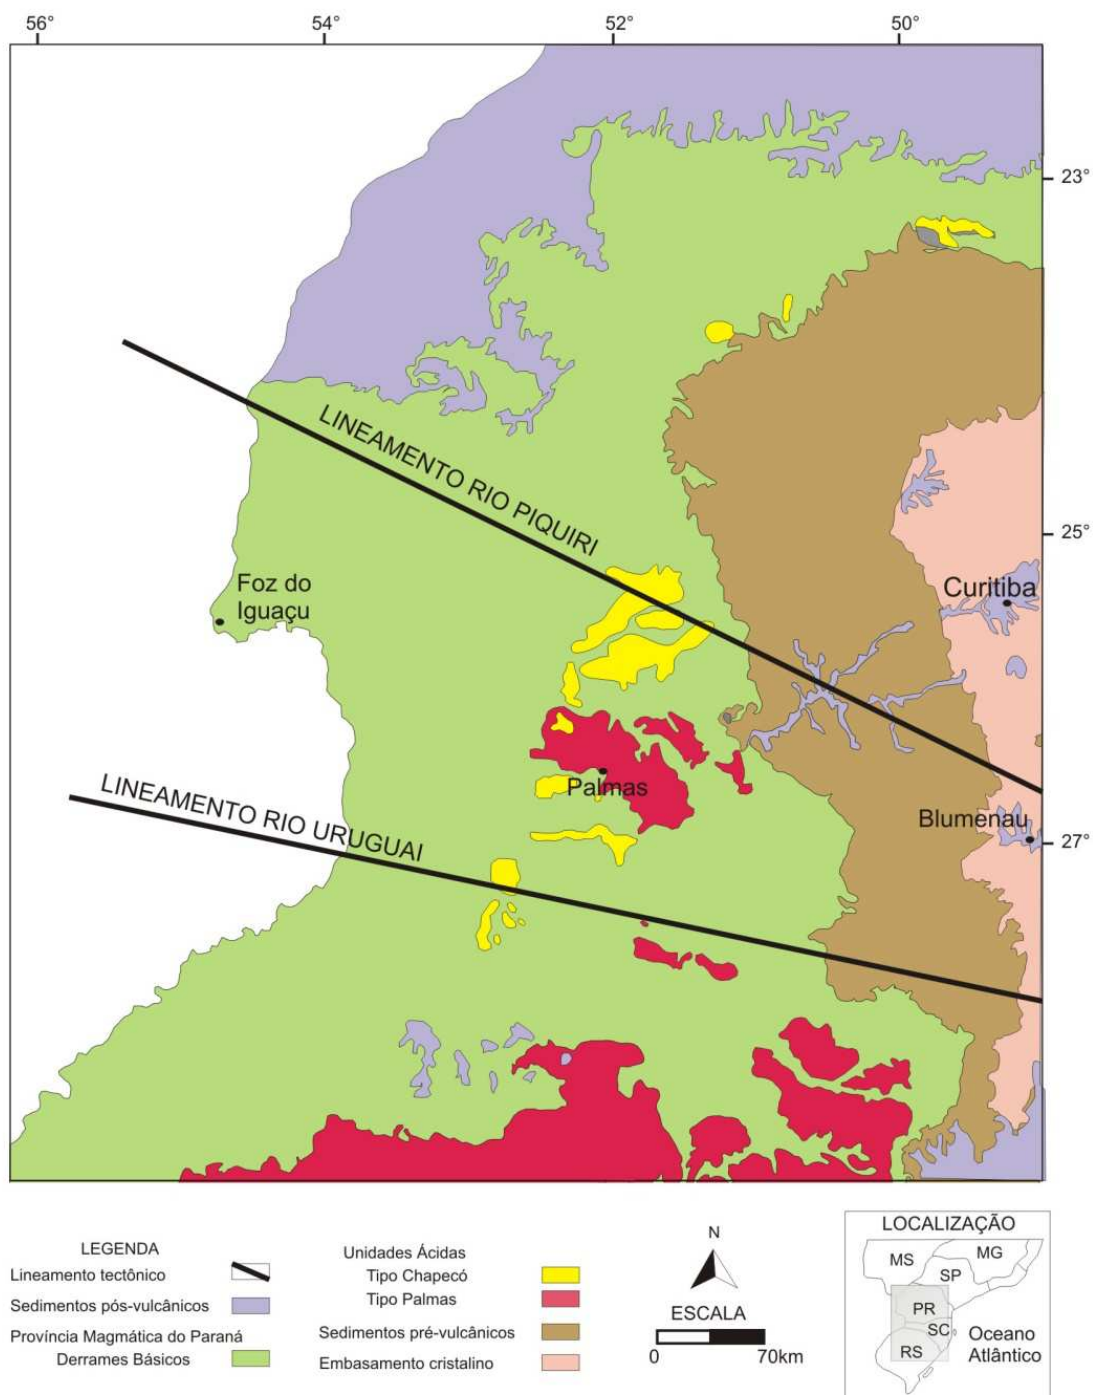 56°
54°
52°
50°
23°
LINEAMENTO RIO PIQUIRI
25°
Foz do
Iguaçu
Curitiba
Palmas
LINEAMENTO RIO URUGUAI
Blumenau
27°
LEGENDA
Lineamento tectônico
Sedimentos pós-vulcânicos
Província Magmática do Paraná
Derrames Básicos
Unidades Ácidas
Tipo Chapecó
Tipo Palmas
Sedimentos pré-vulcânicos
Embasamento cristalino
N
ESCALA
0 70km
LOCALIZAÇÃO
MS
MG
SP
PR
SC
RS
Oceano
Atlântico